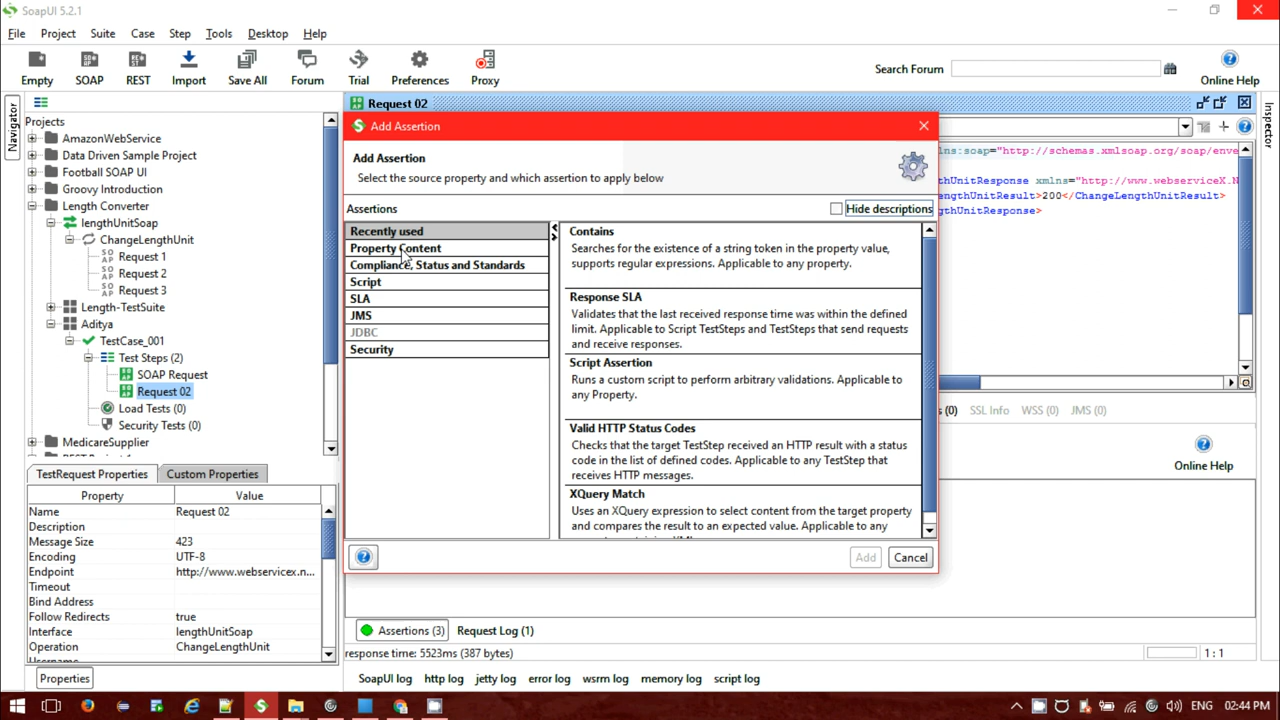 SoapUI 5.2.1
File Project Suite Case Step Tools Desktop Help
Empty SOAP REST Import Save All Forum Trial Preferences Proxy
Search Forum
Online Help
Navigator
Projects
AmazonWebService
Data Driven Sample Project
Football SOAP UI
Groovy Introduction
Length Converter
lengthUnitSoap
ChangeLengthUnit
Request 1
Request 2
Request 3
Length-TestSuite
Aditya
TestCase_001
Test Steps (2)
SOAP Request
Request 02
Load Tests (0)
Security Tests (0)
MedicareSupplier
TestRequest Properties Custom Properties
Property Value
Name Request 02
Description
Message Size 423
Encoding UTF-8
Endpoint http://www.webservicex.n...
Timeout
Bind Address
Follow Redirects true
Interface lengthUnitSoap
Operation ChangeLengthUnit
Properties
Request 02
Inspector
Add Assertion
Add Assertion
Select the source property and which assertion to apply below
Assertions
Hide descriptions
Recently used
Property Content
Compliance, Status and Standards
Script
SLA
JMS
JDBC
Security
Contains
Searches for the existence of a string token in the property value,
supports regular expressions. Applicable to any property.
Response SLA
Validates that the last received response time was within the defined
limit. Applicable to Script TestSteps and TestSteps that send requests
and receive responses.
Script Assertion
Runs a custom script to perform arbitrary validations. Applicable to
any Property.
Valid HTTP Status Codes
Checks that the target TestStep received an HTTP result with a status
code in the list of defined codes. Applicable to any TestStep that
receives HTTP messages.
XQuery Match
Uses an XQuery expression to select content from the target property
and compares the result to an expected value. Applicable to any
Add Cancel
ns:soap="http://schemas.xmlsoap.org/soap/enve
gthUnitResponse xmlns="http://www.webserviceX.N
engthUnitResult>200</ChangeLengthUnitResult>
ngthUnitResponse>
s (0) SSL Info WSS (0) JMS (0)
Online Help
Assertions (3) Request Log (1)
response time: 5523ms (387 bytes)
1 : 1
SoapUI log http log jetty log error log wsrm log memory log script log
ENG 02:44 PM